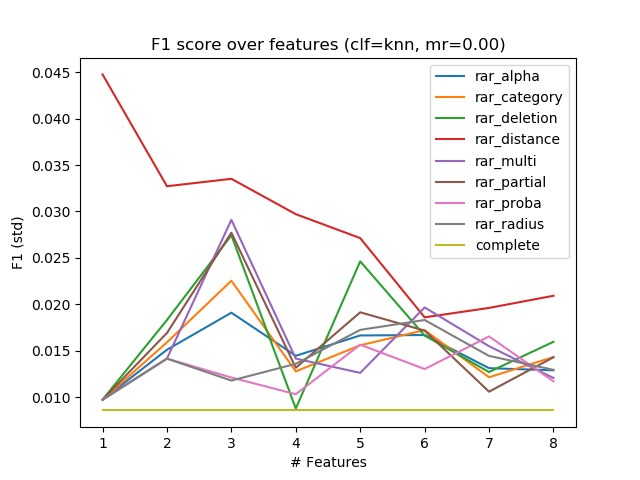 F1 score over features (clf=knn, mr=0.00)
F1 (std)
0.045
0.040
0.035
0.030
0.025
0.020
0.015
0.010
rar_alpha
rar_category
rar_deletion
rar_distance
rar_multi
rar_partial
rar_proba
rar_radius
complete
1 2 3 4 5 6 7 8
# Features